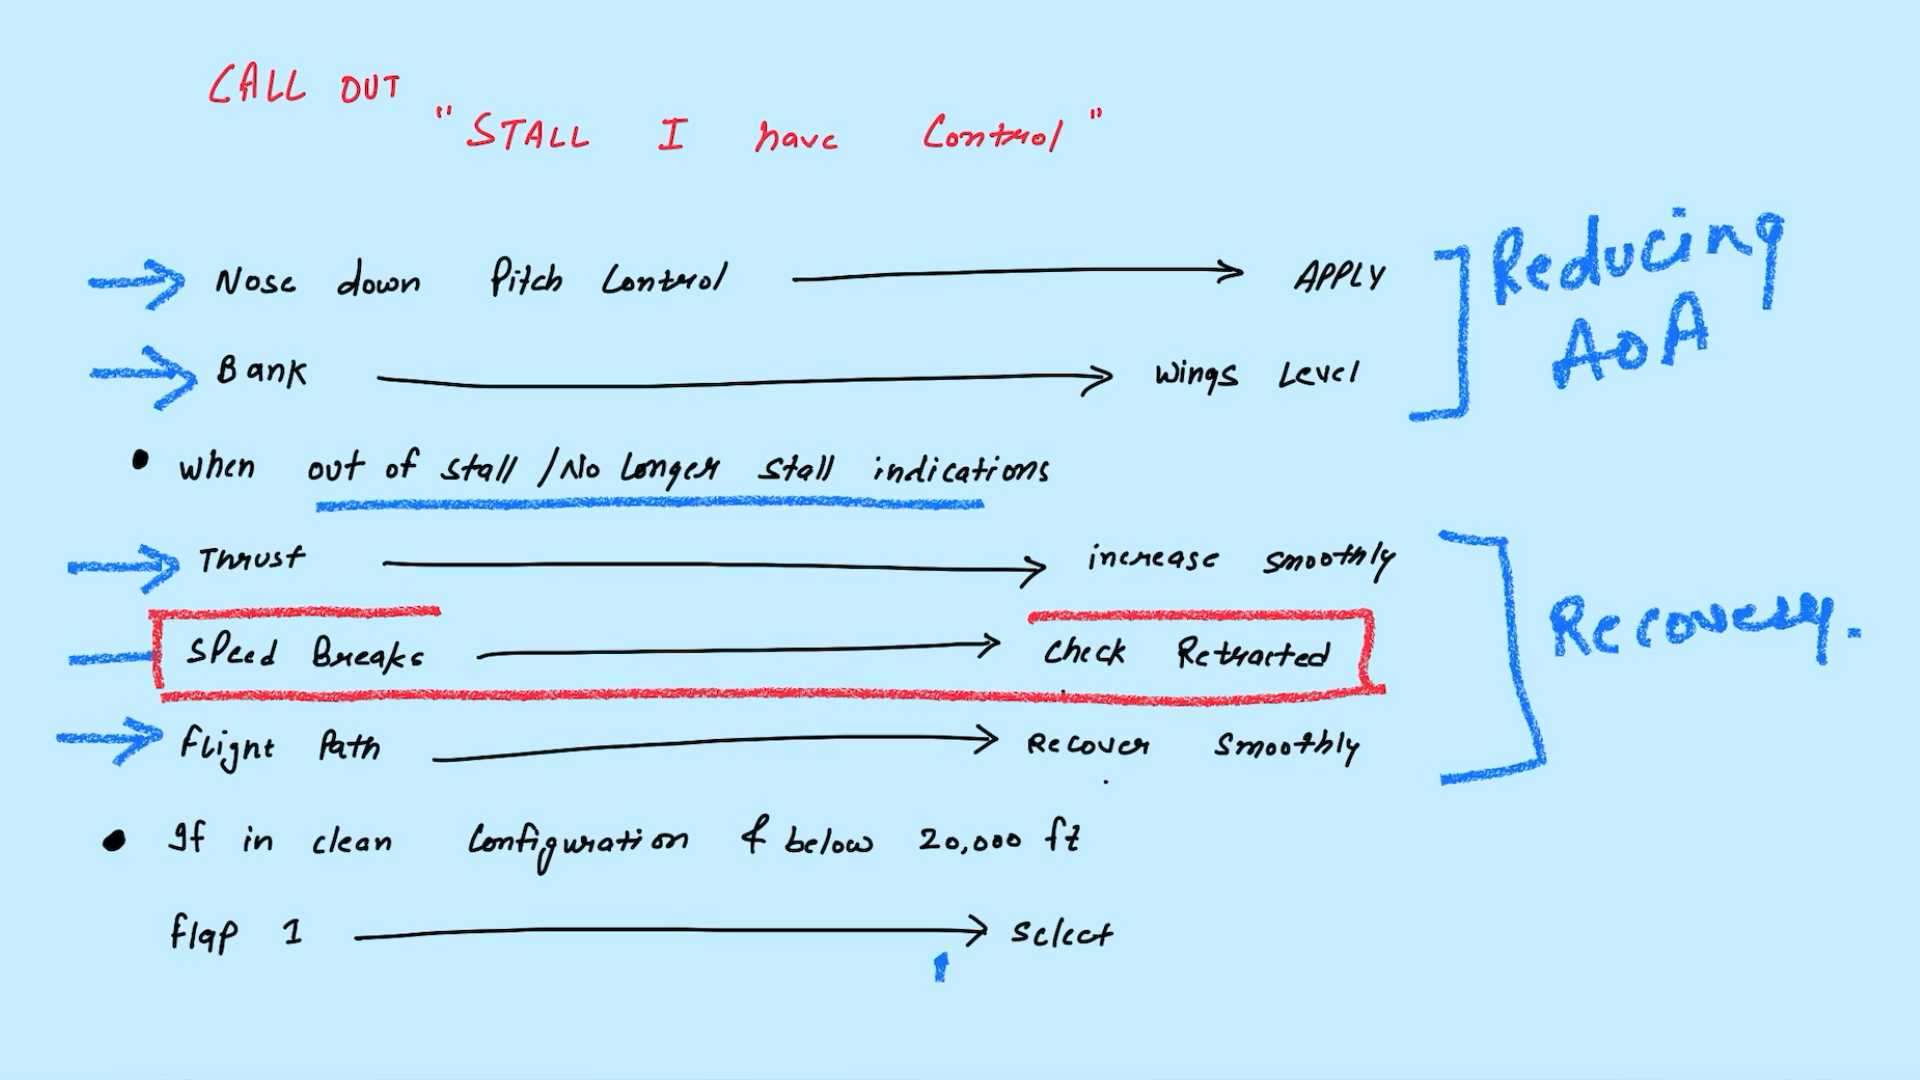 CALL OUT
"STALL I have Control"
Nose down Pitch Control → APPLY
Bank → Wings Level
Reducing
AoA
• When out of stall / No Longer stall indications
Thrust → increase smoothly
Speed Breaks → Check Retracted
Flight Path → Recover Smoothly
Recovery.
• If in clean Configuration & below 20,000 ft
Flap 1 → Select